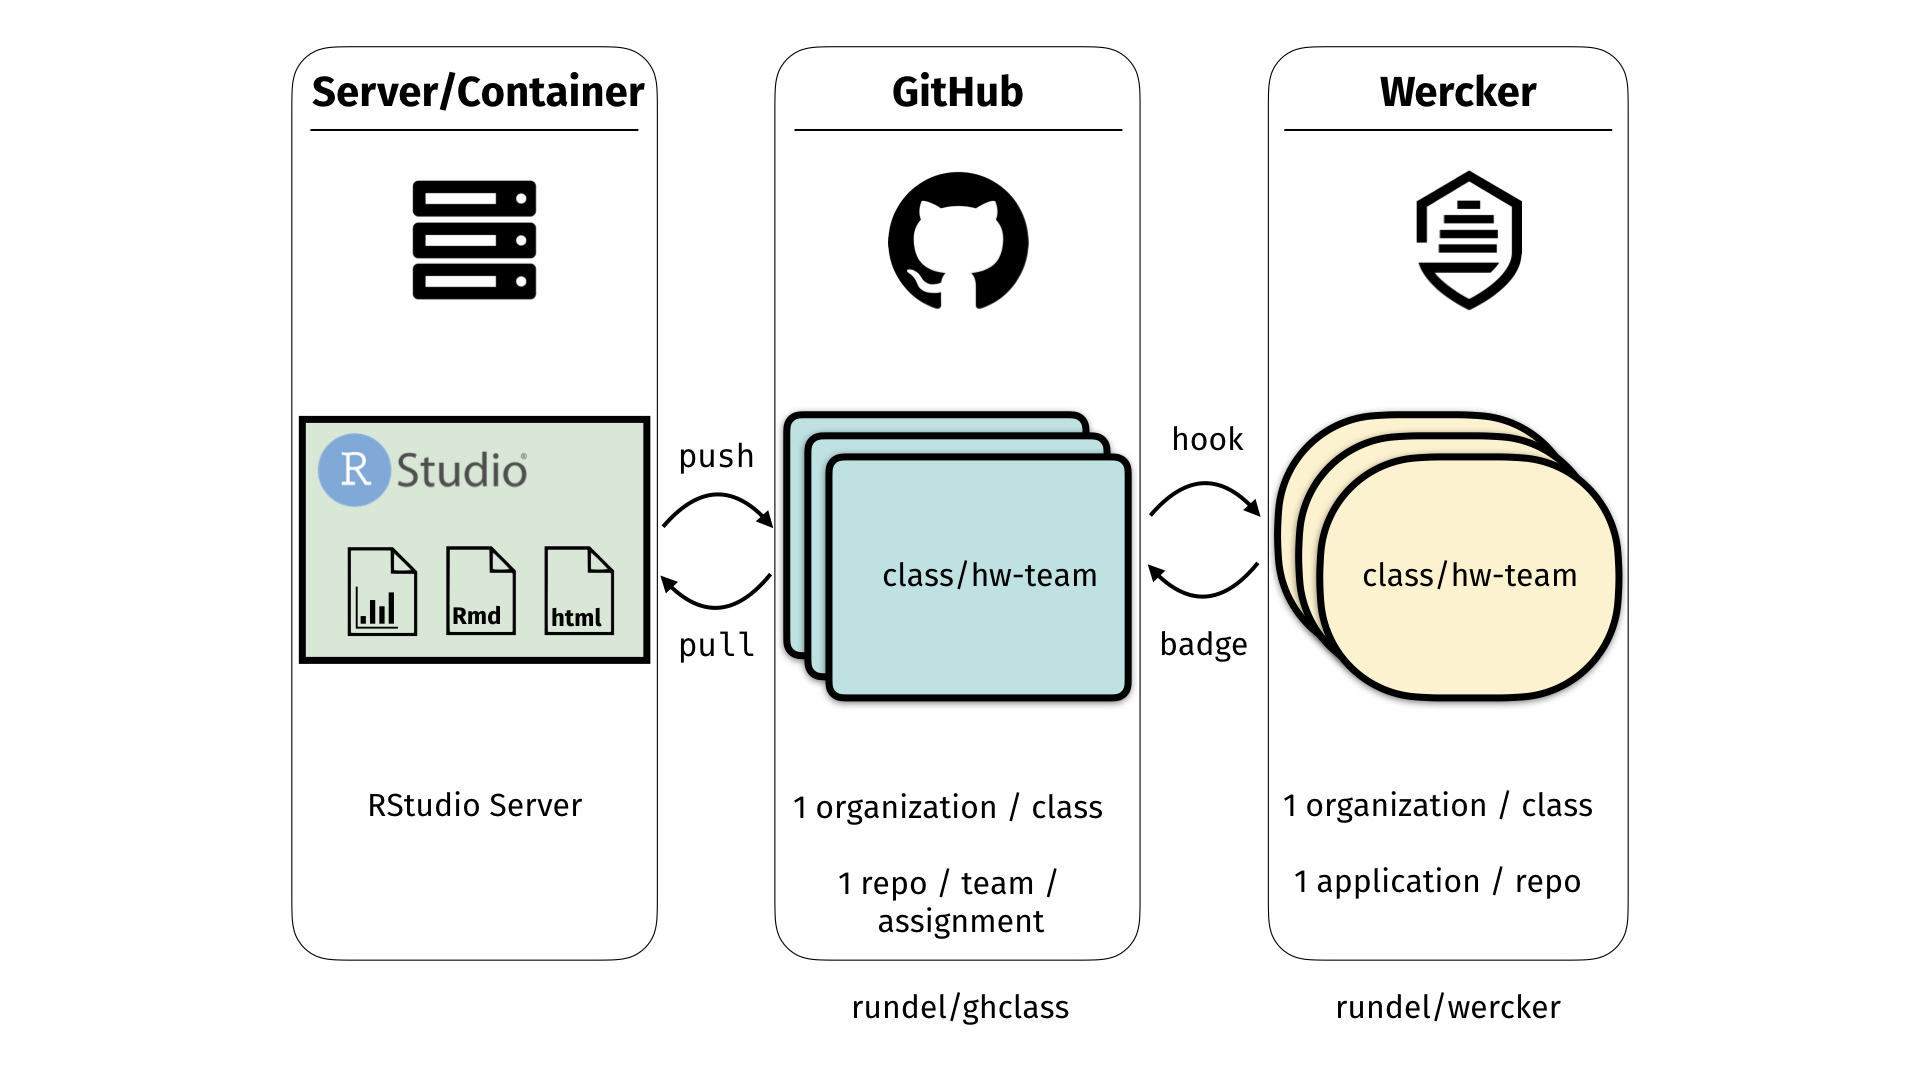 Server/Container
R Studio®
Rmd
html
RStudio Server
push
pull
GitHub
class/hw-team
1 organization / class
1 repo / team /
assignment
rundel/ghclass
hook
badge
Wercker
class/hw-team
1 organization / class
1 application / repo
rundel/wercker